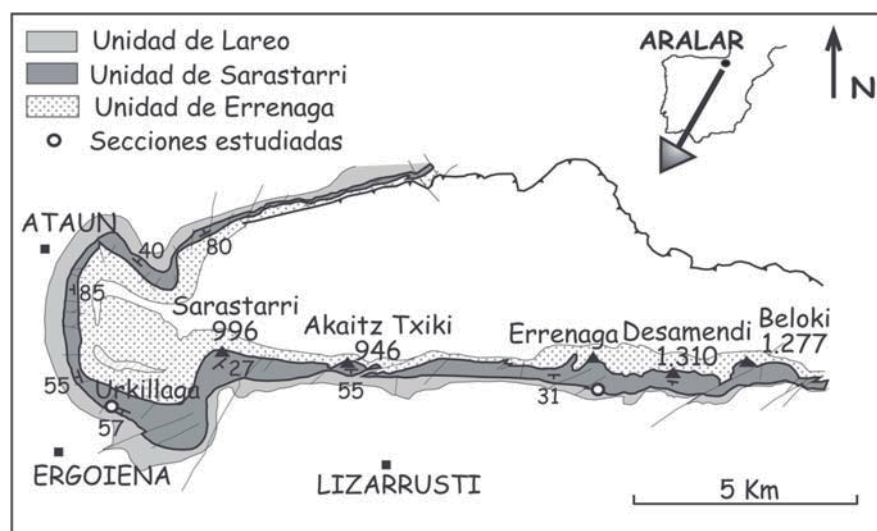 Unidad de Lareo
Unidad de Sarastarri
Unidad de Errenaga
Secciones estudiadas
ARALAR
N
ATAUN
40
80
85
Sarastarri
996
27
Akaitz Txiki
946
55
Errenaga
31
Desamendi
1.310
Beloki
1.277
55
Urkillaga
57
ERGOIENA
LIZARRUSTI
5 Km